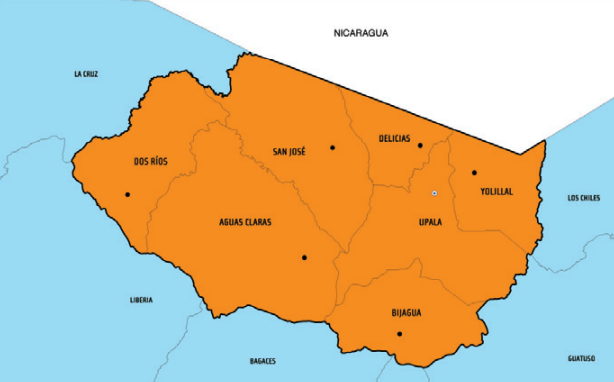 NICARAGUA
LA CRUZ
DELICIAS
SAN JOSÉ
DOS RÍOS
YOLILLAL
LOS CHILES
AGUAS CLARAS
UPALA
LIBERIA
BIJAGUA
BAGACES
GUATUSO